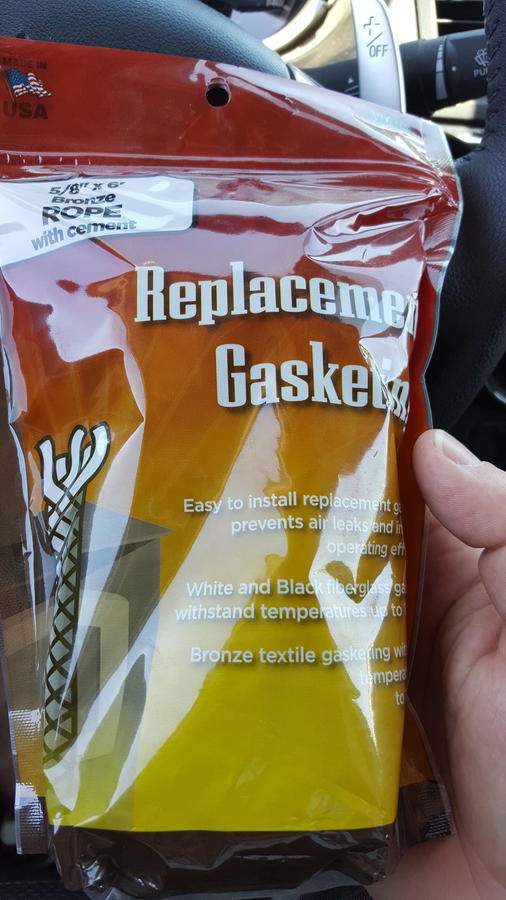 MADE IN
USA
OFF
5/8" X 6'
Bronze
ROPE
with cement
Replaceme
Gasketin
Easy to install replacement ga
prevents air leaks and in
operating eff
White and Black fiberglass ga
withstand temperatures up to
Bronze textile gasketing wi
tempera
to